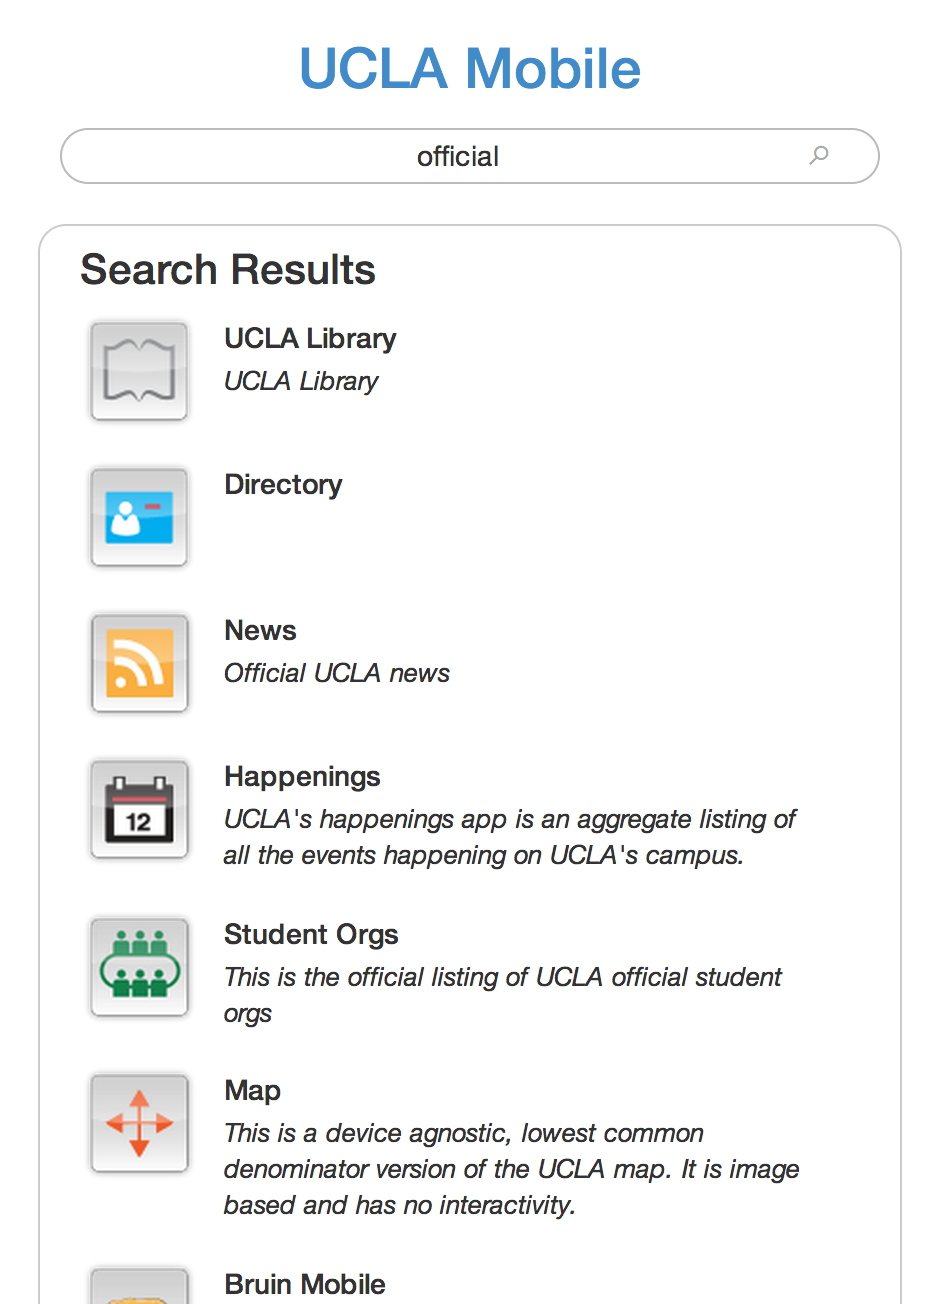 UCLA Mobile
official
Search Results
UCLA Library
UCLA Library
Directory
News
Official UCLA news
Happenings
12
UCLA's happenings app is an aggregate listing of
all the events happening on UCLA's campus.
Student Orgs
This is the official listing of UCLA official student
orgs
Map
This is a device agnostic, lowest common
denominator version of the UCLA map. It is image
based and has no interactivity.
Bruin Mobile